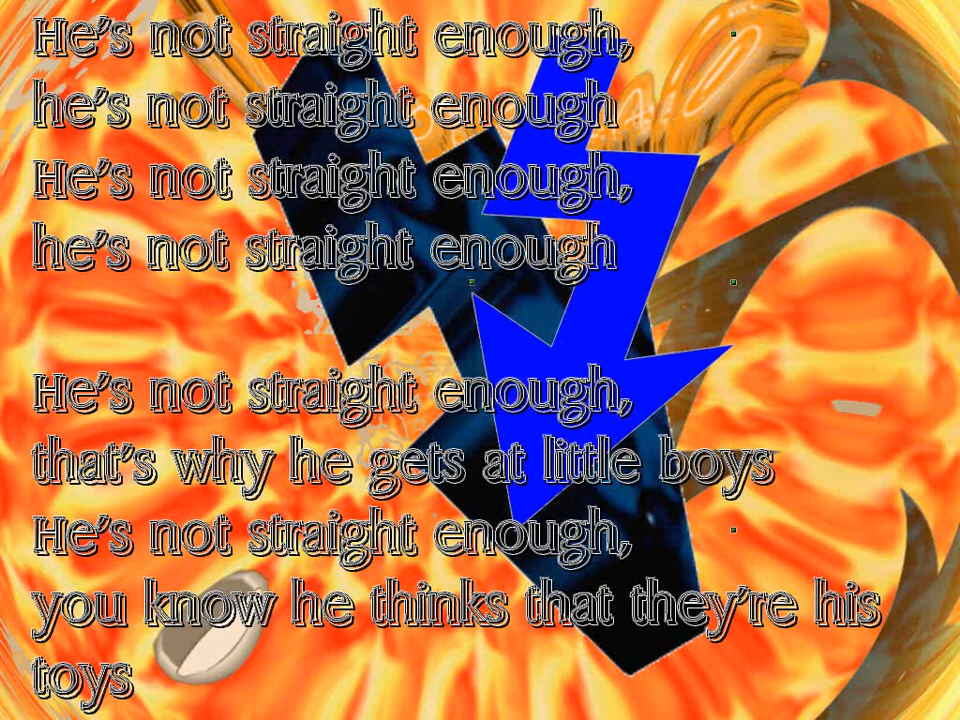 He's not straight enough,
he's not straight enough
He's not straight enough,
he's not straight enough
He's not straight enough,
that's why he gets at little boys
He's not straight enough,
you know he thinks that they're his
toys